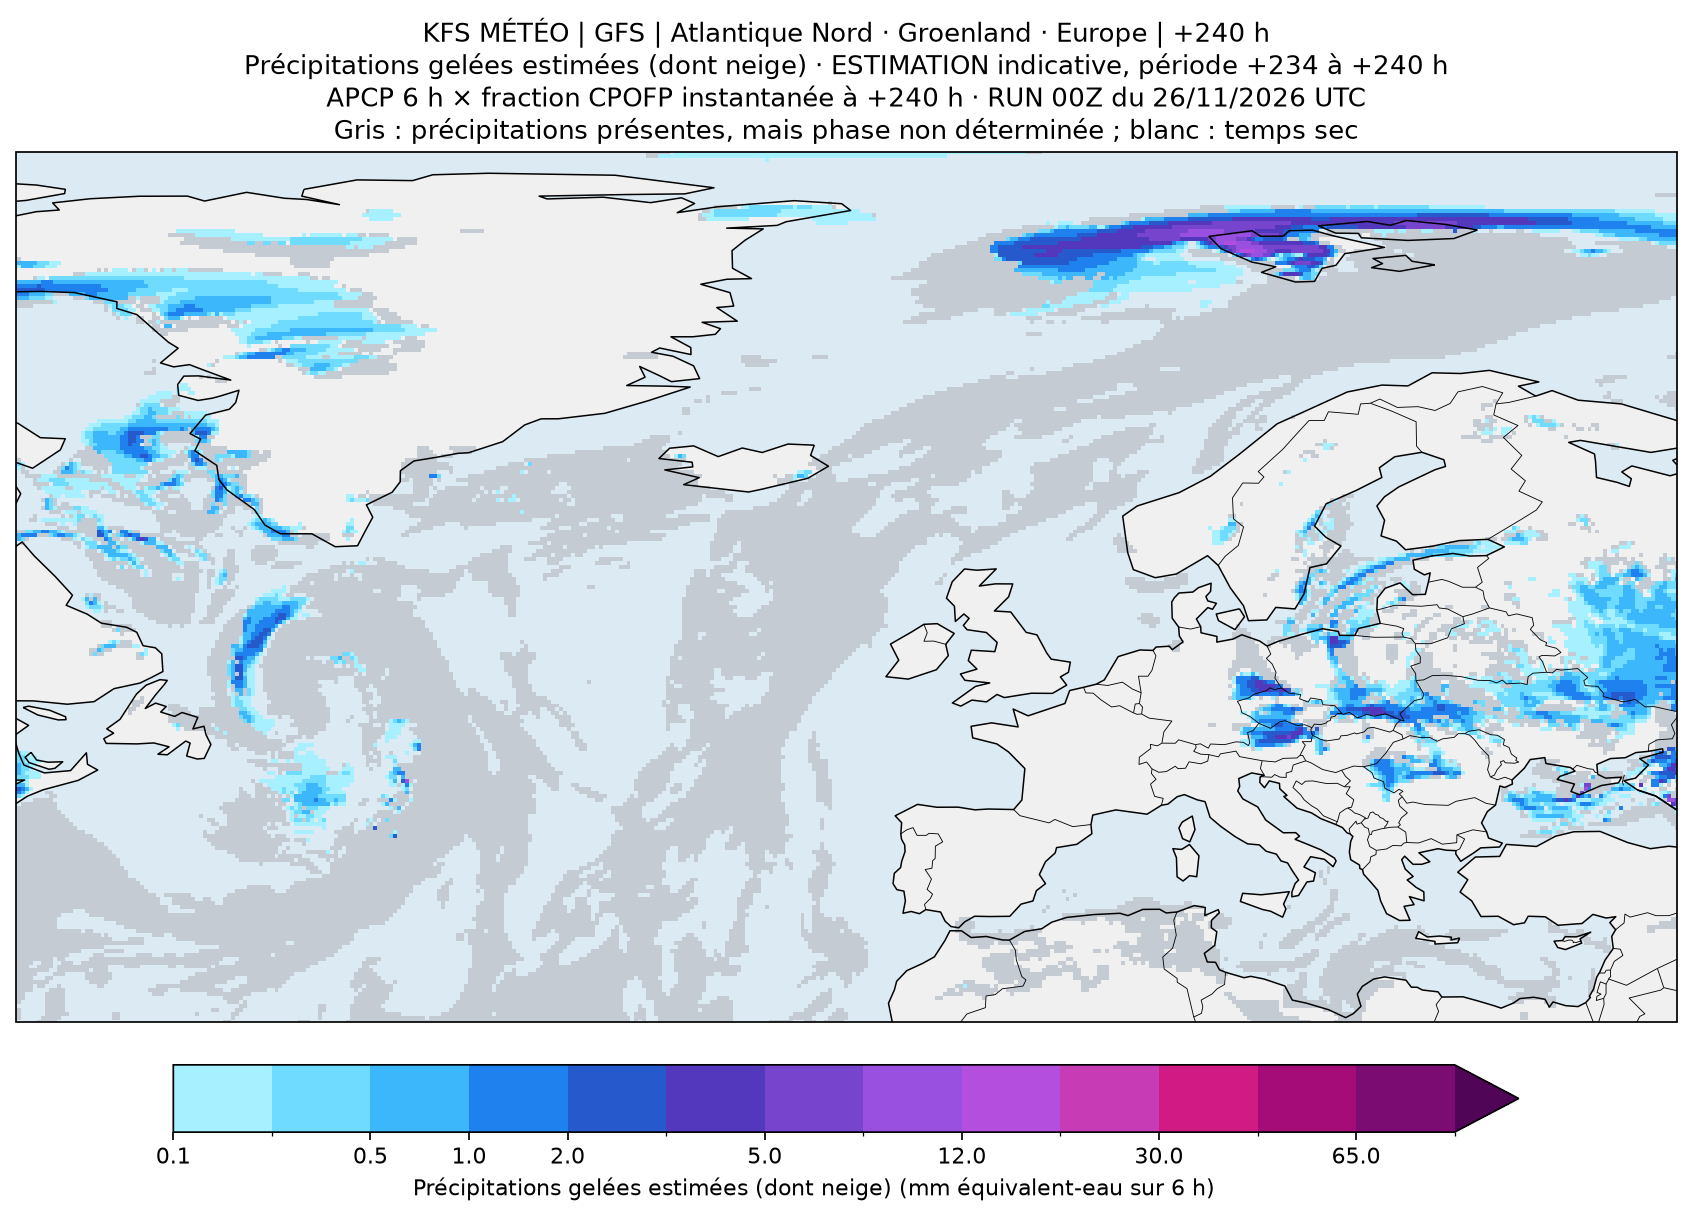 KFS MÉTÉO | GFS | Atlantique Nord · Groenland · Europe | +240 h
Précipitations gelées estimées (dont neige) · ESTIMATION indicative, période +234 à +240 h
APCP 6 h × fraction CPOFP instantanée à +240 h · RUN 00Z du 26/11/2026 UTC
Gris : précipitations présentes, mais phase non déterminée ; blanc : temps sec
0.1 0.5 1.0 2.0 5.0 12.0 30.0 65.0
Précipitations gelées estimées (dont neige) (mm équivalent-eau sur 6 h)